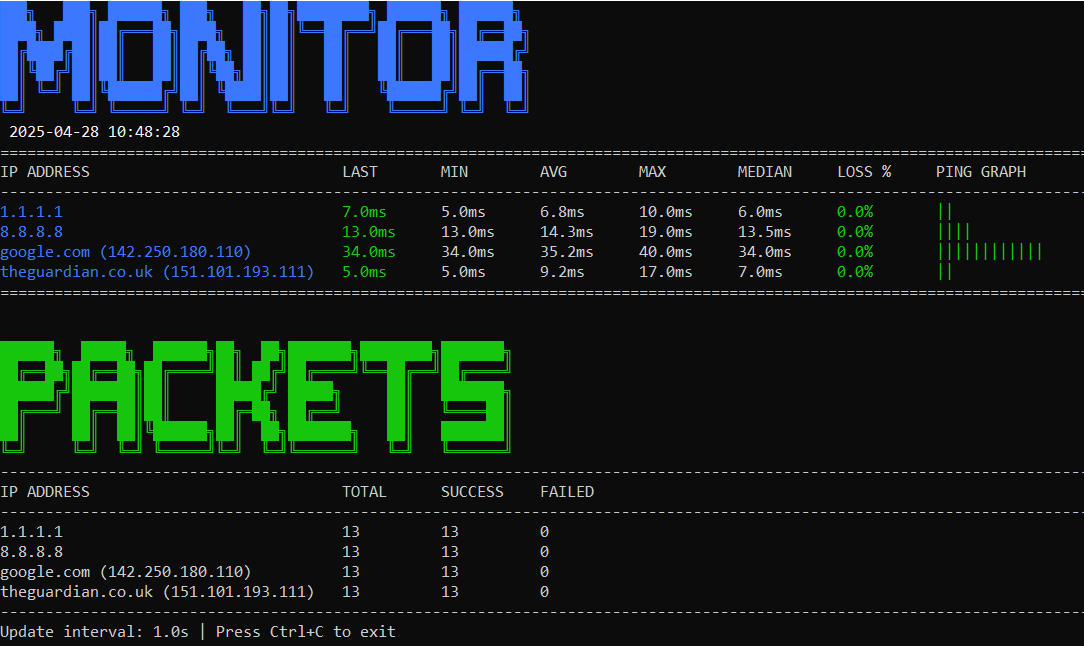 MONITOR
2025-04-28 10:48:28
IP ADDRESS LAST MIN AVG MAX MEDIAN LOSS % PING GRAPH
1.1.1.1 7.0ms 5.0ms 6.8ms 10.0ms 6.0ms 0.0% ||
8.8.8.8 13.0ms 13.0ms 14.3ms 19.0ms 13.5ms 0.0% ||||
google.com (142.250.180.110) 34.0ms 34.0ms 35.2ms 40.0ms 34.0ms 0.0% ||||||||||||
theguardian.co.uk (151.101.193.111) 5.0ms 5.0ms 9.2ms 17.0ms 7.0ms 0.0% ||
PACKETS
IP ADDRESS TOTAL SUCCESS FAILED
1.1.1.1 13 13 0
8.8.8.8 13 13 0
google.com (142.250.180.110) 13 13 0
theguardian.co.uk (151.101.193.111) 13 13 0
Update interval: 1.0s | Press Ctrl+C to exit